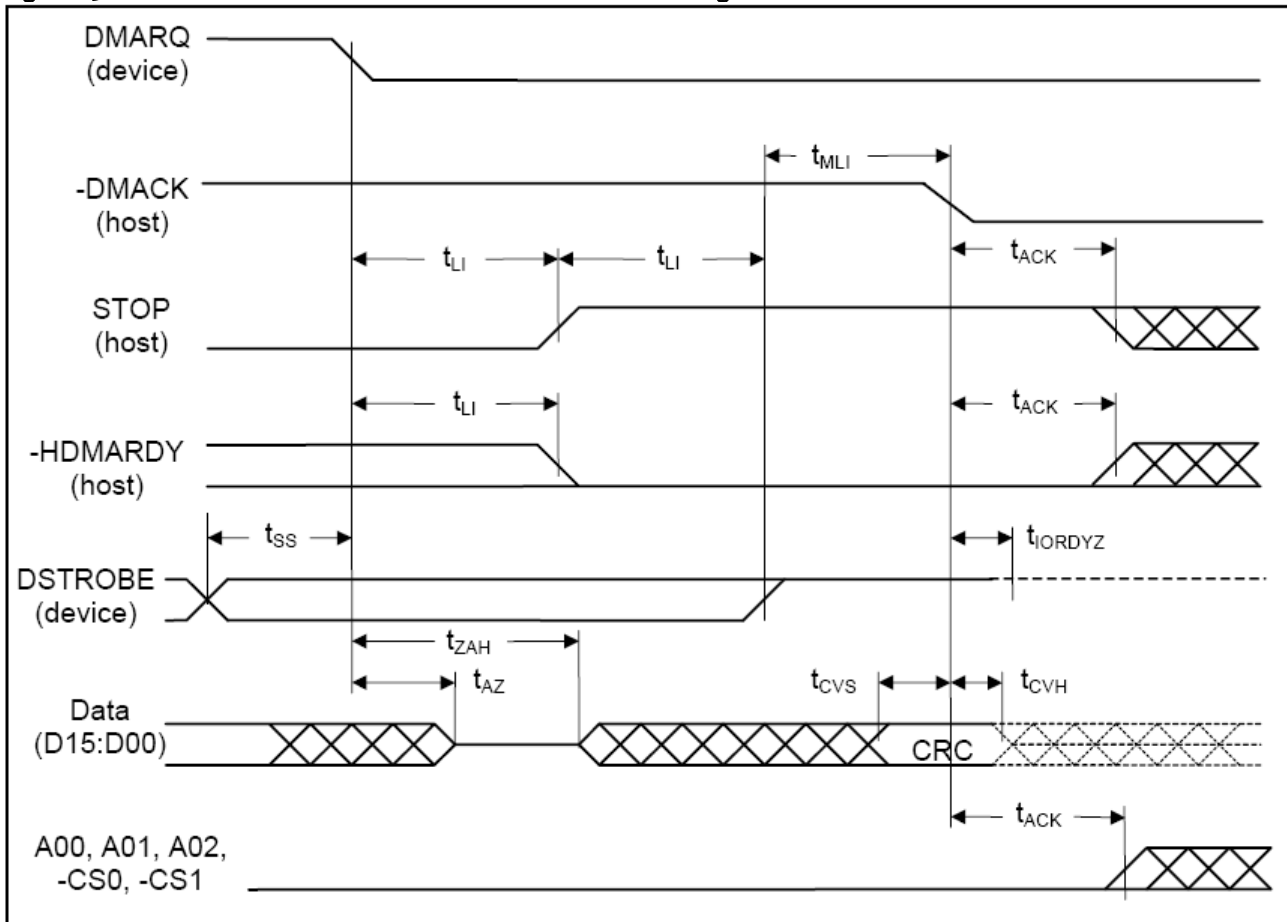 DMARQ
(device)
tMLI
-DMACK
(host)
tLI
tLI
tACK
STOP
(host)
tLI
tACK
-HDMARDY
(host)
tSS
tIORDYZ
DSTROBE
(device)
tZAH
tAZ
tCVS
tCVH
Data
(D15:D00)
CRC
tACK
A00, A01, A02,
-CS0, -CS1